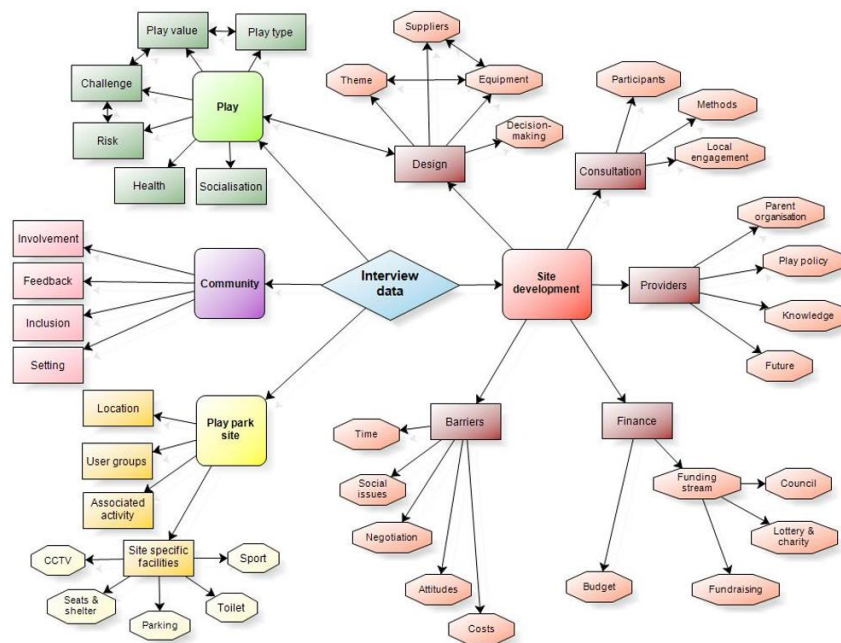 Play value
Play type
Challenge
Risk
Play
Health
Socialisation
Suppliers
Theme
Equipment
Decision-
making
Design
Participants
Methods
Local
engagement
Consultation
Involvement
Feedback
Inclusion
Setting
Community
Interview
data
Site
development
Providers
Parent
organisation
Play policy
Knowledge
Future
Location
User groups
Associated
activity
Play park
site
Site specific
facilities
CCTV
Seats &
shelter
Parking
Toilet
Sport
Barriers
Time
Social
issues
Negotiation
Attitudes
Costs
Finance
Budget
Funding
stream
Council
Lottery &
charity
Fundraising